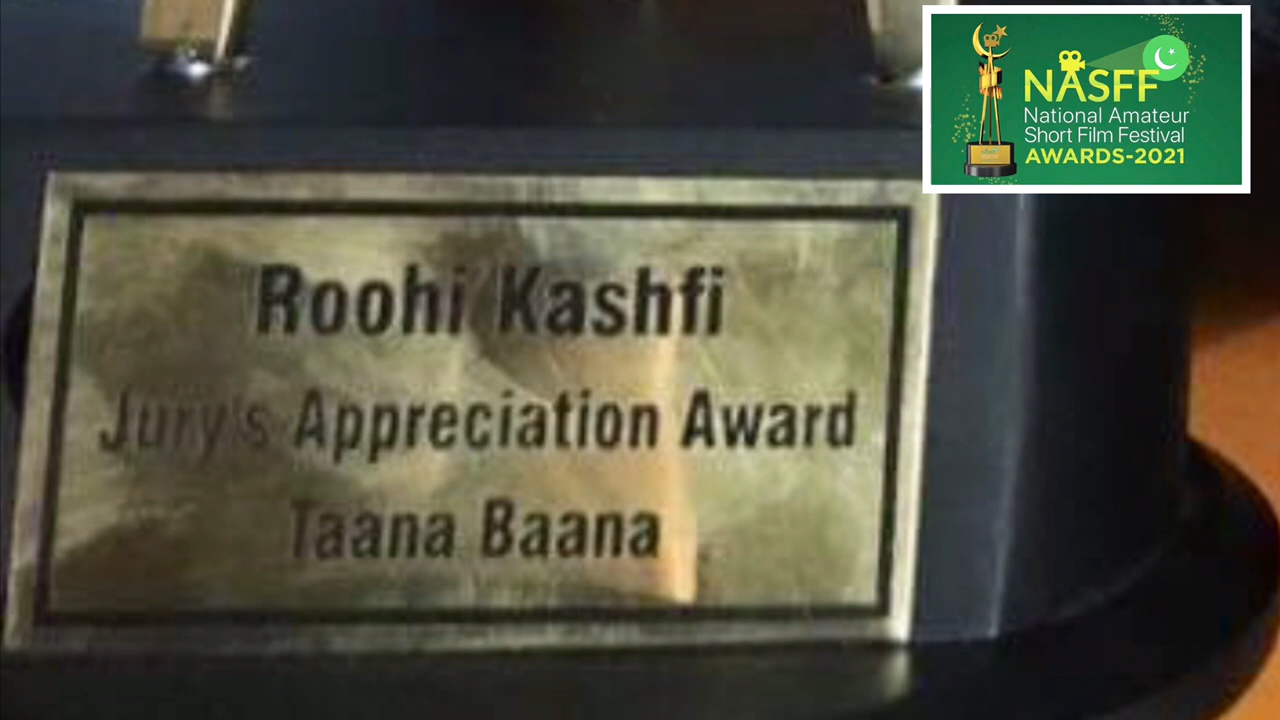 Roohi Kashfi
Jury's Appreciation Award
Taana Baana
NASFF
National Amateur
Short Film Festival
AWARDS-2021